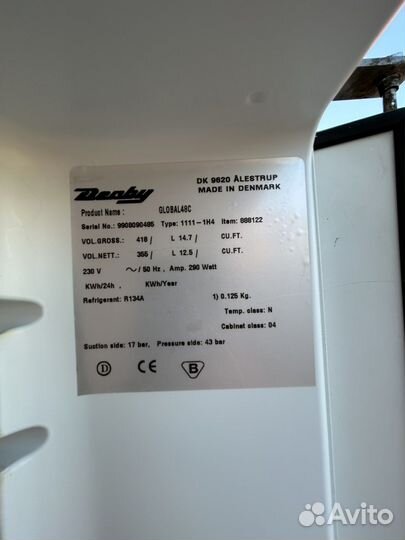 DK 9620 ÅLESTRUP
MADE IN DENMARK
Derby
Product Name : GLOBAL48C
Serial No.: 9908090485 Type: 1111-1H4 Item: 888122
VOL.GROSS.: 418 / L 14.7 / CU.FT.
VOL.NETT.: 355 / L 12.5 / CU.FT.
230 V ~ / 50 Hz , Amp. 290 Watt
KWh/24h , KWh/Year
Refrigerant: R134A 1) 0.125 Kg.
Temp. class: N
Cabinet class: 04
Suction side: 17 bar, Pressure side: 43 bar
D CE B
Avito